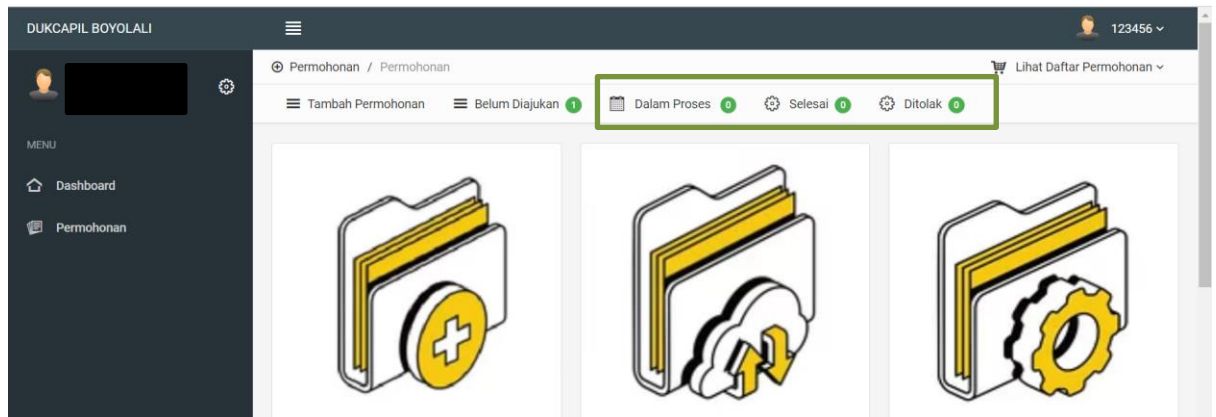 DUKCAPIL BOYOLALI
123456
Permohonan / Permohonan
Lihat Daftar Permohonan
Tambah Permohonan
Belum Diajukan 1
Dalam Proses 0
Selesai 0
Ditolak 0
MENU
Dashboard
Permohonan